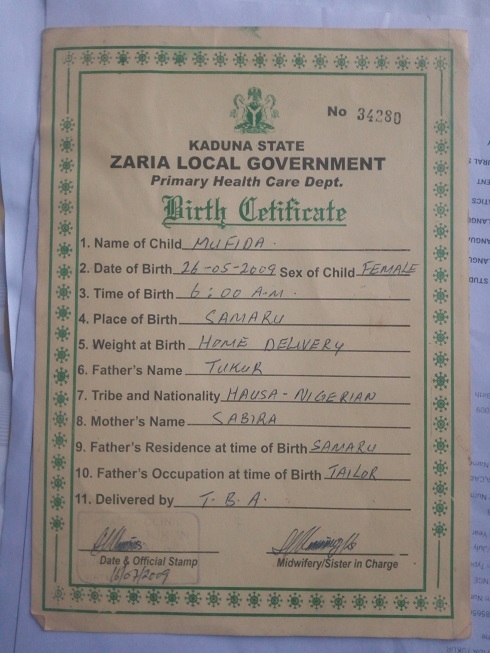 No 34280
KADUNA STATE
ZARIA LOCAL GOVERNMENT
Primary Health Care Dept.
Birth Cetificate
1. Name of Child MUFIDA.
2. Date of Birth 26-05-2009 Sex of Child FEMALE
3. Time of Birth 6:00 A.M.
4. Place of Birth SAMARU
5. Weight at Birth HOME DELIVERY
6. Father's Name TUKUR
7. Tribe and Nationality HAUSA - NIGERIAN
8. Mother's Name SABIRA
9. Father's Residence at time of Birth SAMARU
10. Father's Occupation at time of Birth TAILOR
11. Delivered by T.B.A.
Date & Official Stamp
Midwifery/Sister in Charge